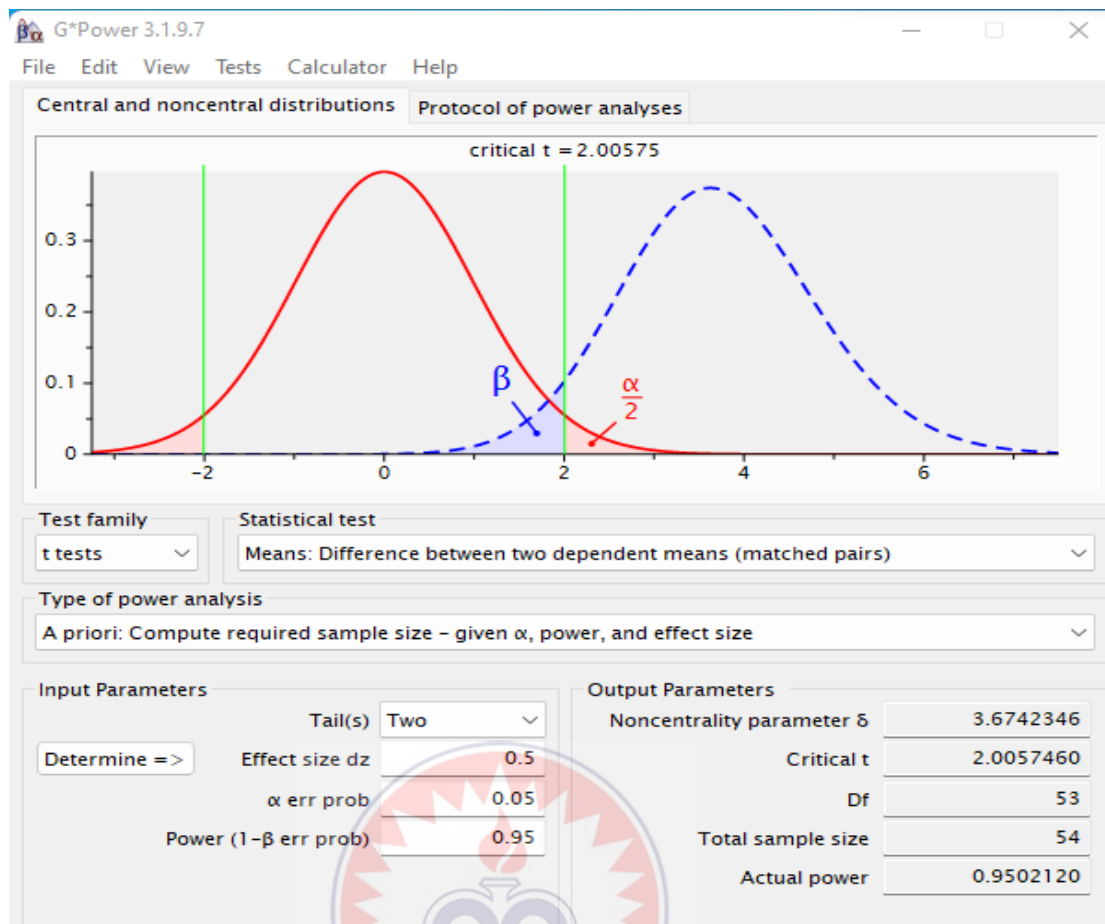 G*Power 3.1.9.7
File Edit View Tests Calculator Help
Central and noncentral distributions Protocol of power analyses
critical t = 2.00575
0.3
0.2
0.1
0
β
α
2
-2 0 2 4 6
Test family Statistical test
t tests Means: Difference between two dependent means (matched pairs)
Type of power analysis
A priori: Compute required sample size – given α, power, and effect size
Input Parameters Output Parameters
Tail(s) Two Noncentrality parameter δ 3.6742346
Determine => Effect size dz 0.5 Critical t 2.0057460
α err prob 0.05 Df 53
Power (1-β err prob) 0.95 Total sample size 54
Actual power 0.9502120